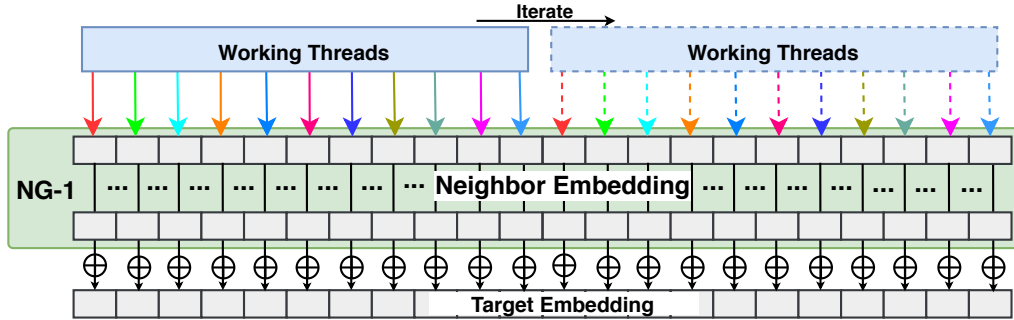 Iterate
Working Threads
Working Threads
NG-1
... ... ... ... ... ... ... ... Neighbor Embedding ... ... ... ... ... ... ...
Target Embedding